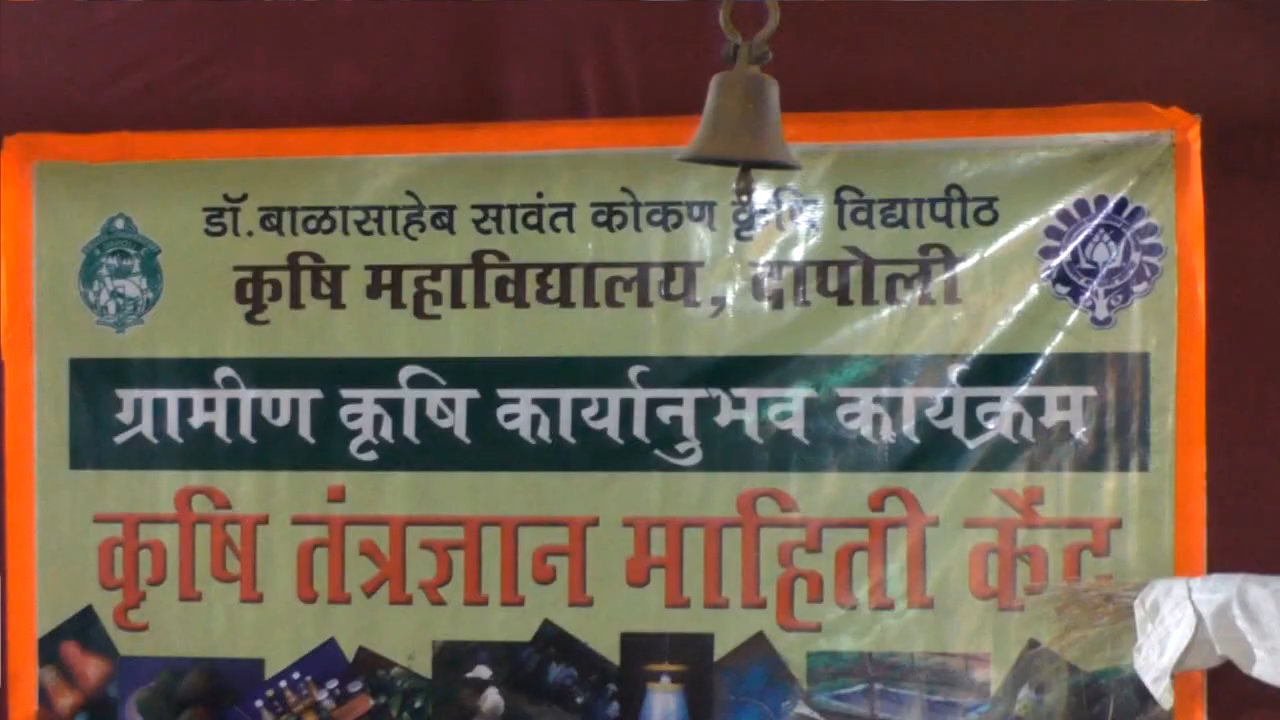 डॉ.बाळासाहेब सावंत कोकण कृषि विद्यापीठ
कृषि महाविद्यालय, दापोली
ग्रामीण कृषि कार्यानुभव कार्यक्रम
कृषि तंत्रज्ञान माहिती